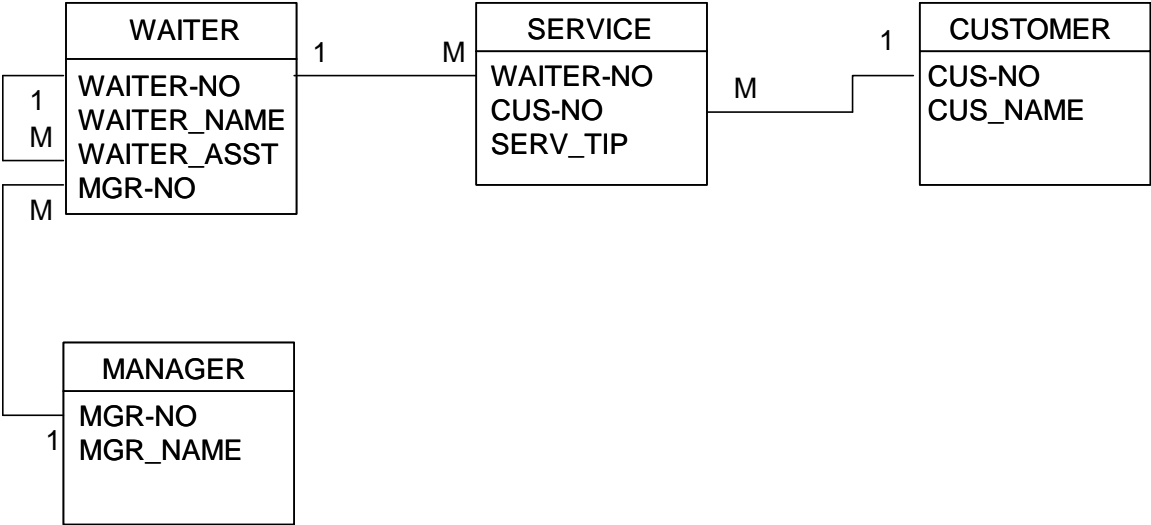 WAITER
WAITER-NO
WAITER_NAME
WAITER_ASST
MGR-NO
1
M
M
1
M
SERVICE
WAITER-NO
CUS-NO
SERV_TIP
M
1
CUSTOMER
CUS-NO
CUS_NAME
MANAGER
MGR-NO
MGR_NAME
1